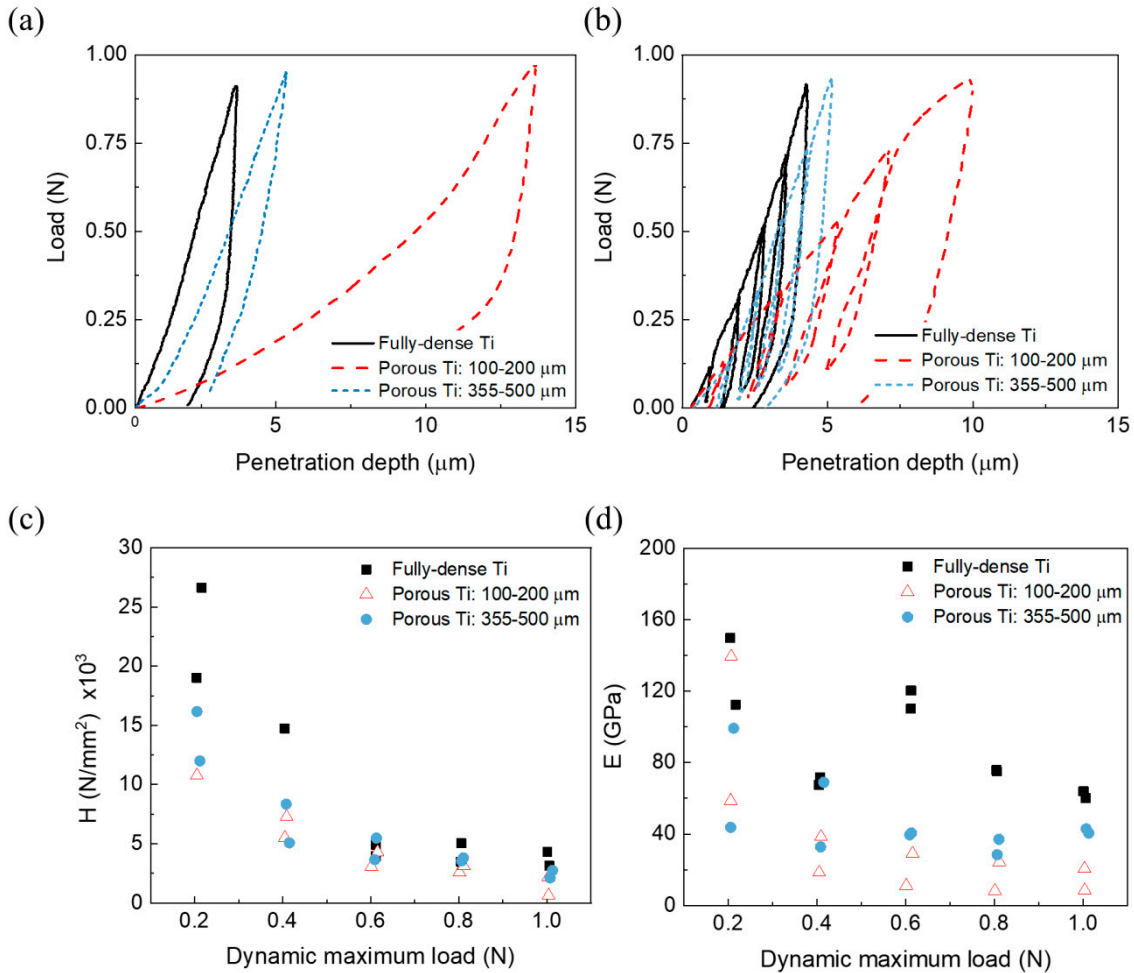 (a)
1.00
0.75
0.50
0.25
0.00
Load (N)
Fully-dense Ti
Porous Ti: 100-200 μm
Porous Ti: 355-500 μm
0
5
10
15
Penetration depth (μm)
(b)
1.00
0.75
0.50
0.25
0.00
Load (N)
Fully-dense Ti
Porous Ti: 100-200 μm
Porous Ti: 355-500 μm
0
5
10
15
Penetration depth (μm)
(c)
30
25
20
15
10
5
0
H (N/mm²) x10³
Fully-dense Ti
Porous Ti: 100-200 μm
Porous Ti: 355-500 μm
0.2
0.4
0.6
0.8
1.0
Dynamic maximum load (N)
(d)
200
160
120
80
40
0
E (GPa)
Fully-dense Ti
Porous Ti: 100-200 μm
Porous Ti: 355-500 μm
0.2
0.4
0.6
0.8
1.0
Dynamic maximum load (N)